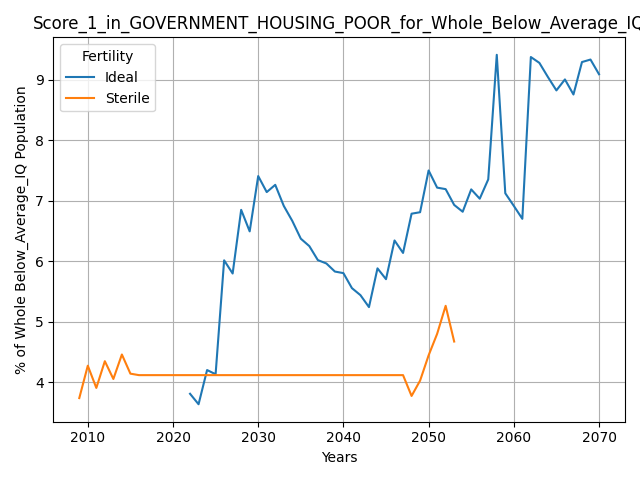 Score_1_in_GOVERNMENT_HOUSING_POOR_for_Whole_Below_Average_IQ
Fertility
Ideal
Sterile
% of Whole Below_Average_IQ Population
9
8
7
6
5
4
2010 2020 2030 2040 2050 2060 2070
Years